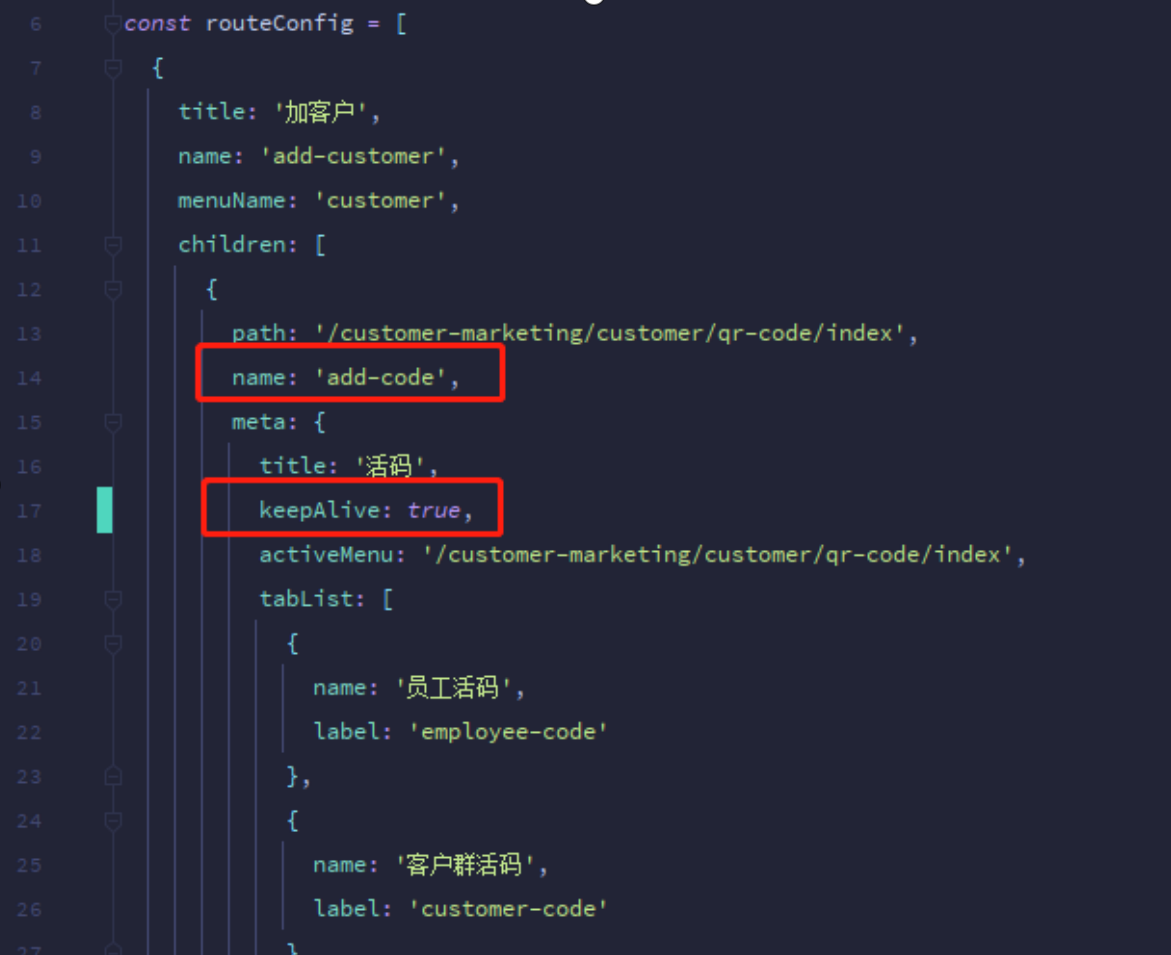 6 const routeConfig = [
7 {
8 title: '加客户',
9 name: 'add-customer',
10 menuName: 'customer',
11 children: [
12 {
13 path: '/customer-marketing/customer/qr-code/index',
14 name: 'add-code',
15 meta: {
16 title: '活码',
17 keepAlive: true,
18 activeMenu: '/customer-marketing/customer/qr-code/index',
19 tabList: [
20 {
21 name: '员工活码',
22 label: 'employee-code'
23 },
24 {
25 name: '客户群活码',
26 label: 'customer-code'
27 }